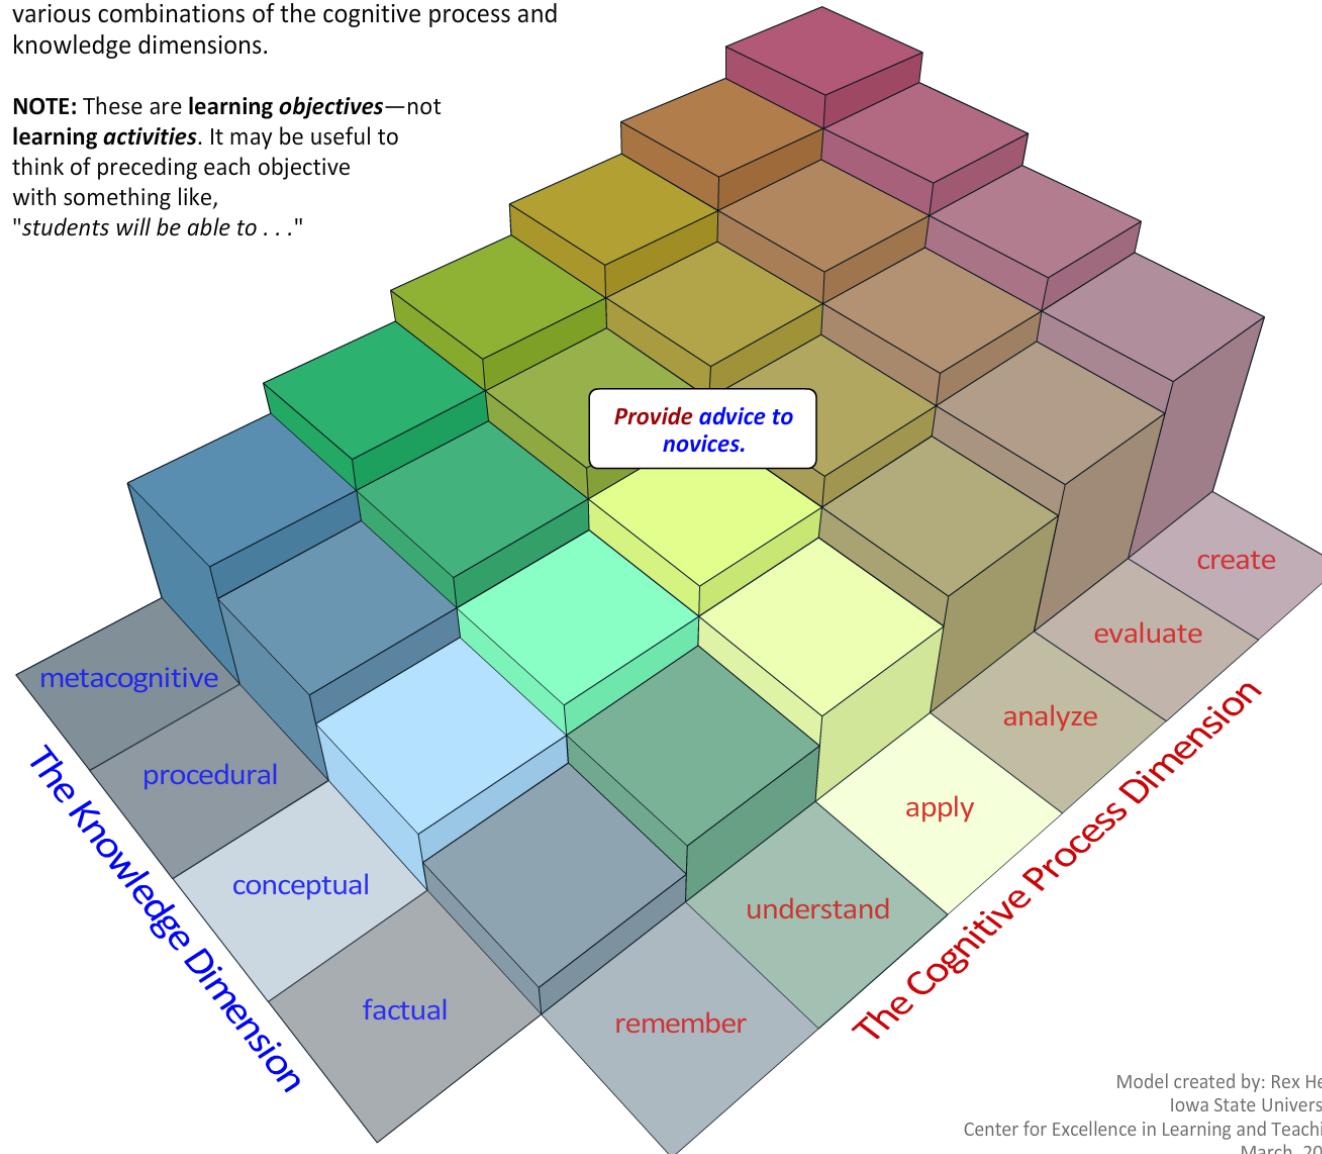 various combinations of the cognitive process and
knowledge dimensions.
NOTE: These are learning objectives—not
learning activities. It may be useful to
think of preceding each objective
with something like,
"students will be able to . . ."
Provide advice to
novices.
create
evaluate
analyze
apply
understand
remember
metacognitive
procedural
conceptual
factual
The Knowledge Dimension
The Cognitive Process Dimension
Model created by: Rex
Iowa State
Center for Excellence in Learning and
March,